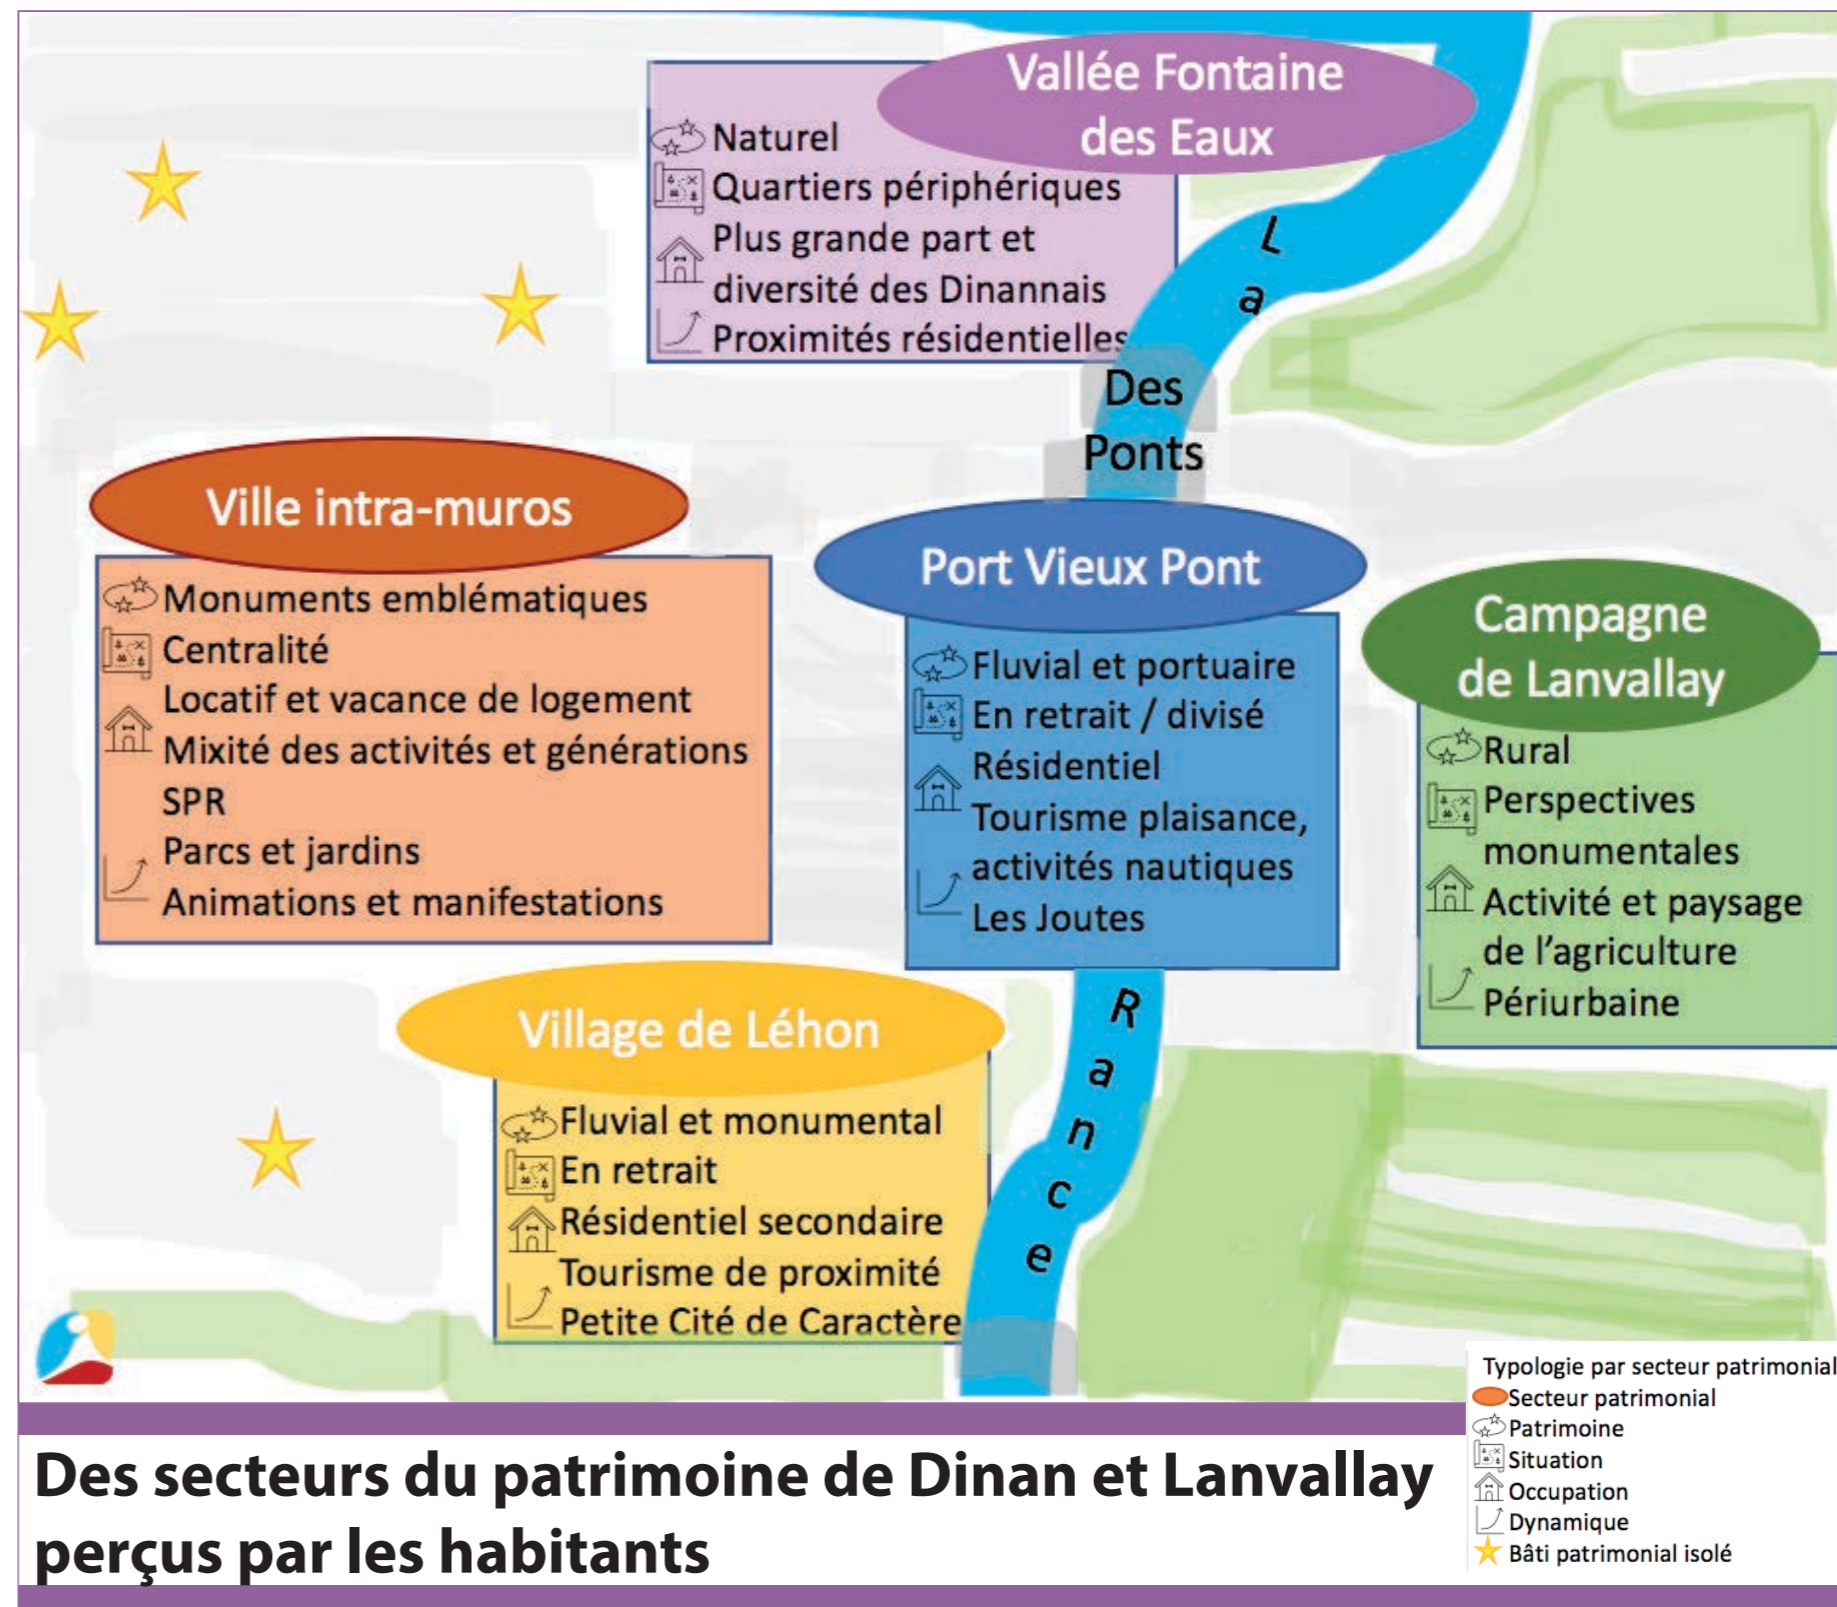 Vallée Fontaine
des Eaux
Naturel
Quartiers périphériques
Plus grande part et
diversité des Dinannais
Proximités résidentielles
La
Des
Ponts
Ville intra-muros
Monuments emblématiques
Centralité
Locatif et vacance de logement
Mixité des activités et générations
SPR
Parcs et jardins
Animations et manifestations
Port Vieux Pont
Fluvial et portuaire
En retrait / divisé
Résidentiel
Tourisme plaisance,
activités nautiques
Les Joutes
Campagne
de Lanvallay
Rural
Perspectives
monumentales
Activité et paysage
de l'agriculture
Périurbaine
Rance
Village de Léhon
Fluvial et monumental
En retrait
Résidentiel secondaire
Tourisme de proximité
Petite Cité de Caractère
Typologie par secteur patrimonial
Secteur patrimonial
Patrimoine
Situation
Occupation
Dynamique
Bâti patrimonial isolé
Des secteurs du patrimoine de Dinan et Lanvallay
perçus par les habitants